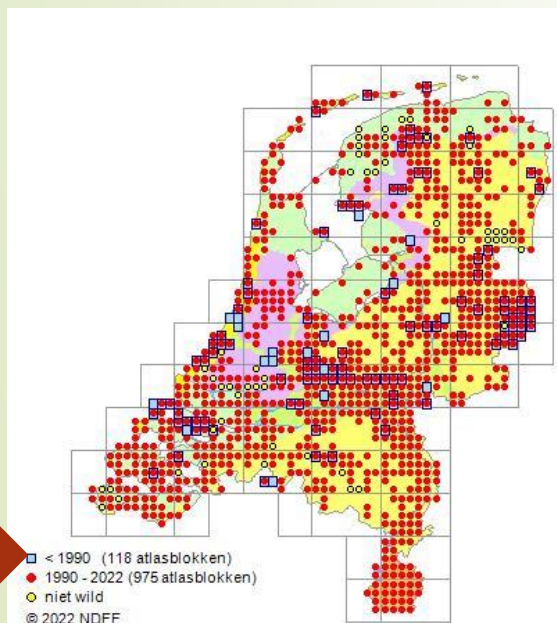 < 1990 (118 atlasblokken)
1990 - 2022 (975 atlasblokken)
niet wild
© 2022 NDFF